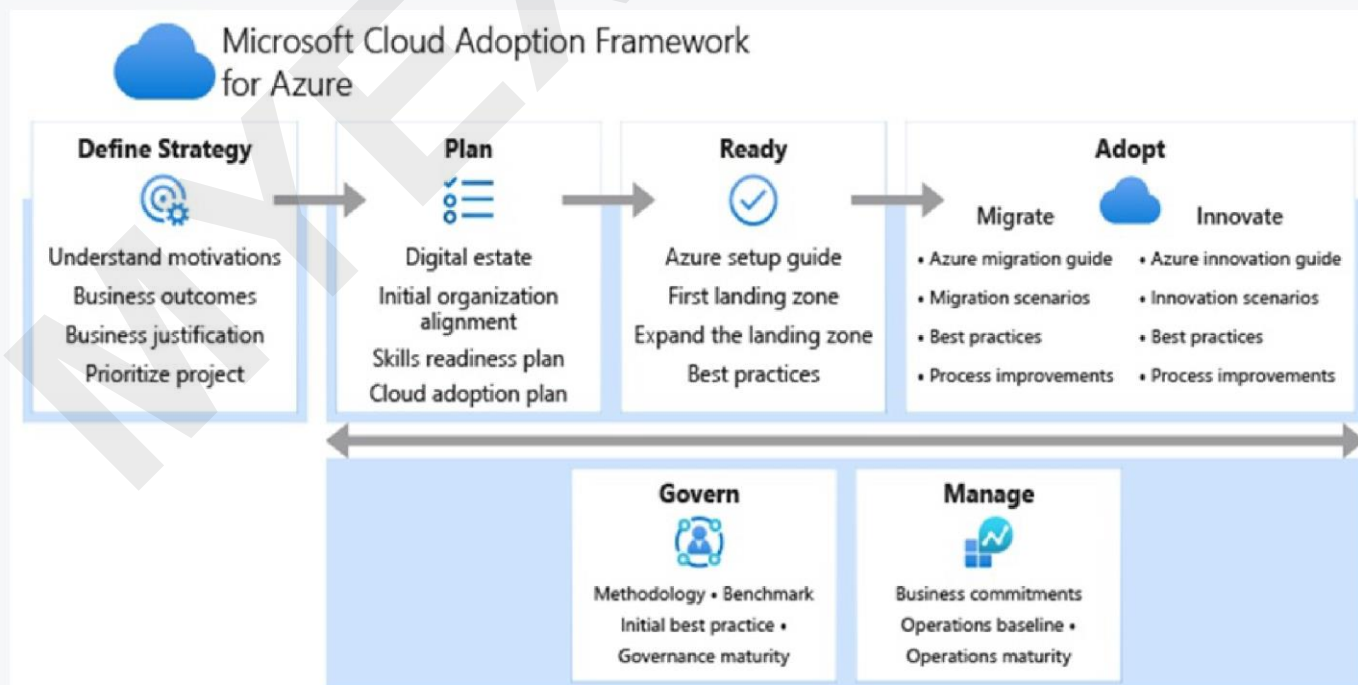 Microsoft Cloud Adoption Framework
for Azure
Define Strategy
Understand motivations
Business outcomes
Business justification
Prioritize project
Plan
Digital estate
Initial organization
alignment
Skills readiness plan
Cloud adoption plan
Ready
Azure setup guide
First landing zone
Expand the landing zone
Best practices
Adopt
Migrate
• Azure migration guide
• Migration scenarios
• Best practices
• Process improvements
Innovate
• Azure innovation guide
• Innovation scenarios
• Best practices
• Process improvements
Govern
Methodology • Benchmark
Initial best practice •
Governance maturity
Manage
Business commitments
Operations baseline •
Operations maturity